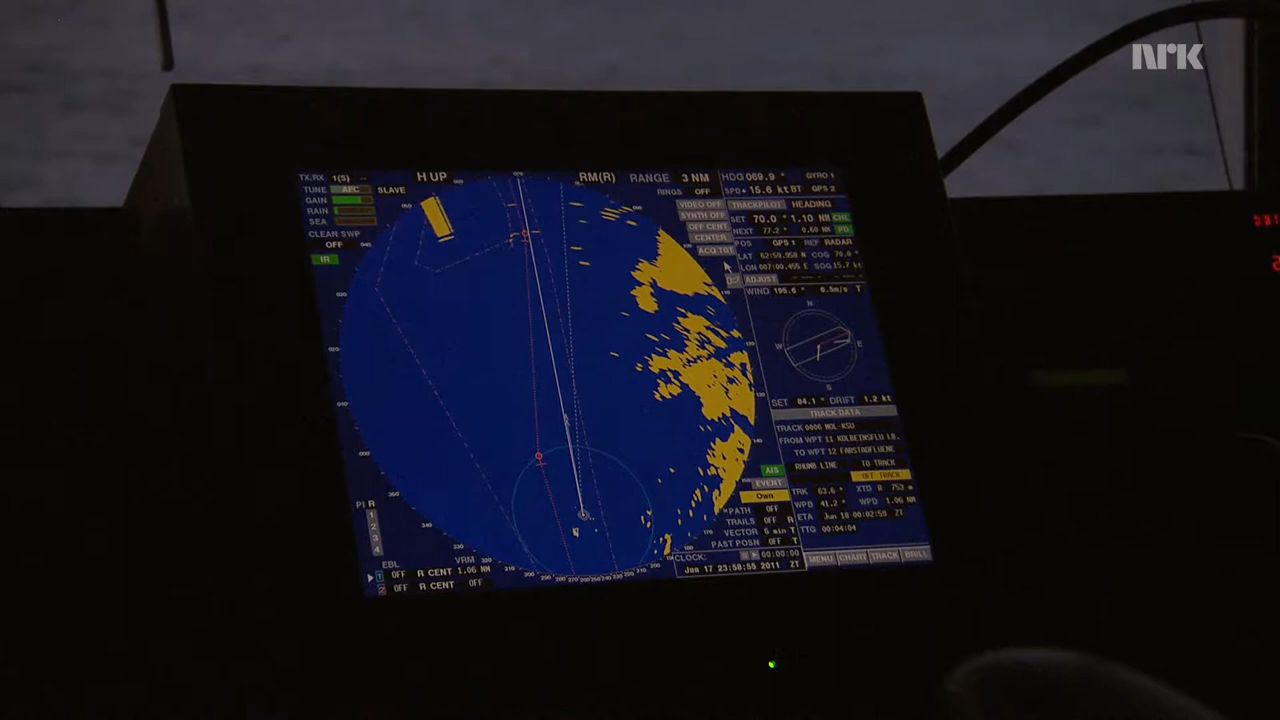 NRK
TX/RX 1(S) --
H UP
RM(R) RANGE 3 NM
HDG 069.9 ° GYRO 1
TUNE AFC SLAVE
RINGS OFF
SPD 15.6 kt BT GPS 2
GAIN
RAIN
SEA
VIDEO OFF
TRACKPILOT HEADING
SYNTH OFF
SET 70.0 ° 1.10 NM
OFF CENT
NEXT 77.2 ° 0.60 NM
CLEAN SWP
OFF
CENTER
POS GPS 1 REF RADAR
ACQ TGT
LAT 62:59.958 N COG 70.0 °
LON 007:00.455 E SOG 15.7 kt
IR
ADJUST
WIND 195.6 ° 6.5m/s T
N
W E
S
SET 84.1 ° DRIFT 1.2 kt
TRACK DATA
TRACK 0006 MOL-KSU
FROM WPT 11 KOLBEINSFLU LB.
TO WPT 12 FARSTADFLUENE
RHUMB LINE TO TRACK
OFF TRACK
TRK 63.6 ° XTD R 753 m
WPB 41.2 ° WPD 1.06 NM
ETA Jun 18 00:02:59 ZT
TTG 00:04:04
AIS
EVENT
Own
PATH OFF
TRAILS OFF R
VECTOR 6 min T
PAST POSN OFF T
PI R
1
2
3
4
EBL VRM
1 OFF R CENT 1.06 NM
2 OFF R CENT OFF
CLOCK: 00:00:00
Jun 17 23:58:55 2011 ZT
MENU CHART TRACK BRILL